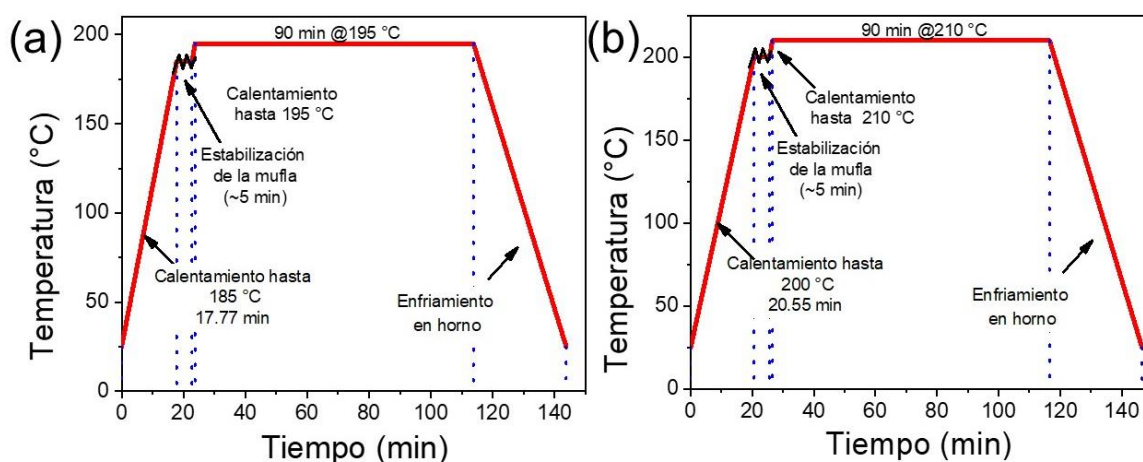 (a)
Temperatura (°C)
200
150
100
50
0
90 min @195 °C
Calentamiento
hasta 195 °C
Estabilización
de la mufla
(~5 min)
Calentamiento hasta
185 °C
17.77 min
Enfriamiento
en horno
0 20 40 60 80 100 120 140
Tiempo (min)
(b)
Temperatura (°C)
200
150
100
50
0
90 min @210 °C
Calentamiento
hasta 210 °C
Estabilización
de la mufla
(~5 min)
Calentamiento hasta
200 °C
20.55 min
Enfriamiento
en horno
0 20 40 60 80 100 120 140
Tiempo (min)